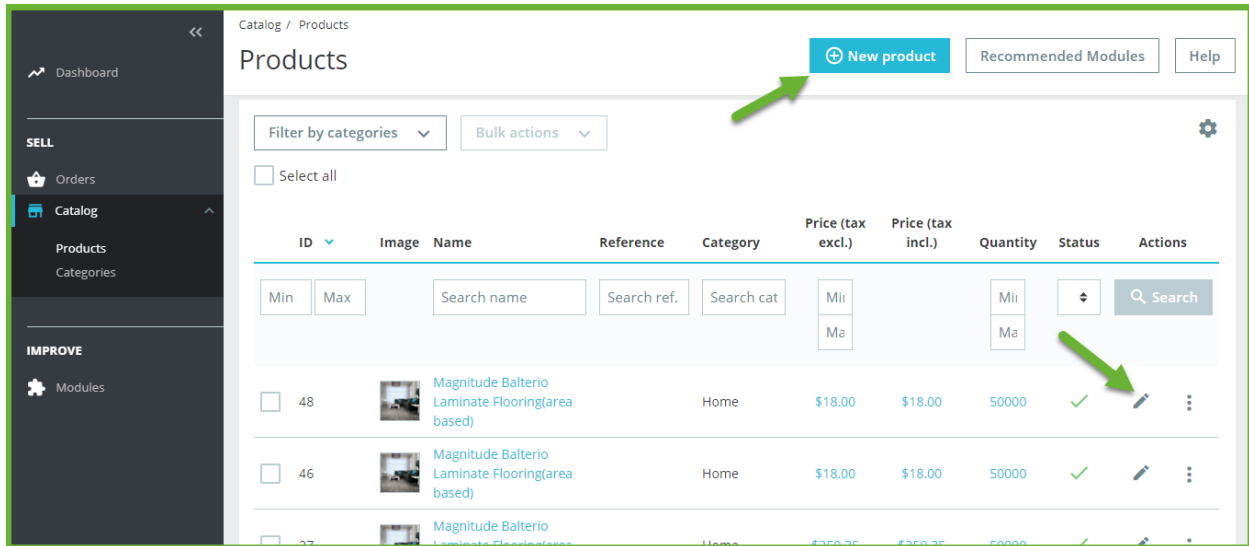 Catalog / Products
Products
New product
Recommended Modules
Help
Dashboard
SELL
Orders
Catalog
Products
Categories
IMPROVE
Modules
Filter by categories
Bulk actions
Select all
ID Image Name Reference Category Price (tax excl.) Price (tax incl.) Quantity Status Actions
Min Max Search name Search ref. Search cat Search
Ma Ma
48 Magnitude Balterio Laminate Flooring(area based) Home $18.00 $18.00 50000
46 Magnitude Balterio Laminate Flooring(area based) Home $18.00 $18.00 50000
Magnitude Balterio